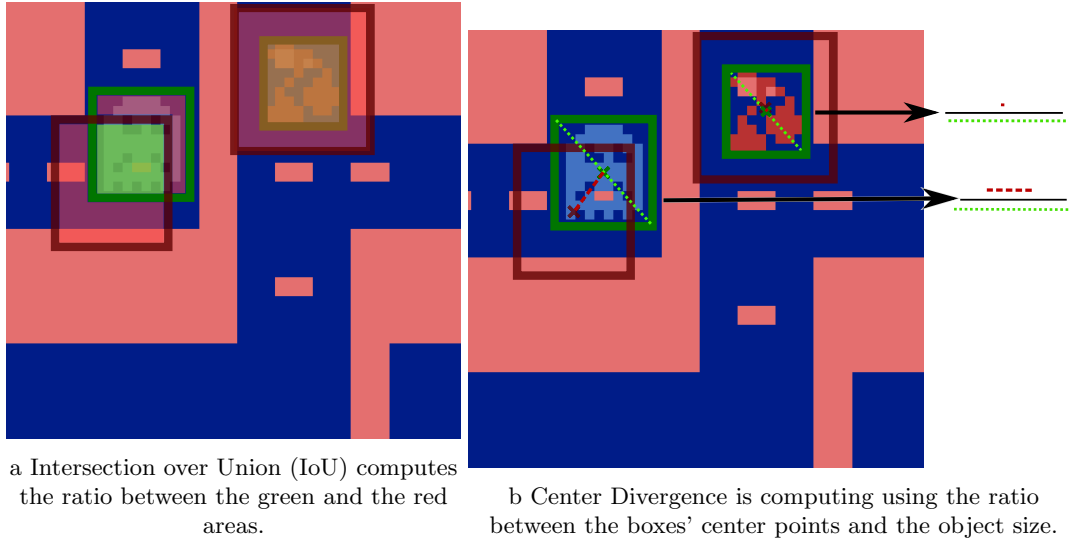 a Intersection over Union (IoU) computes
the ratio between the green and the red
areas.
b Center Divergence is computing using the ratio
between the boxes' center points and the object size.